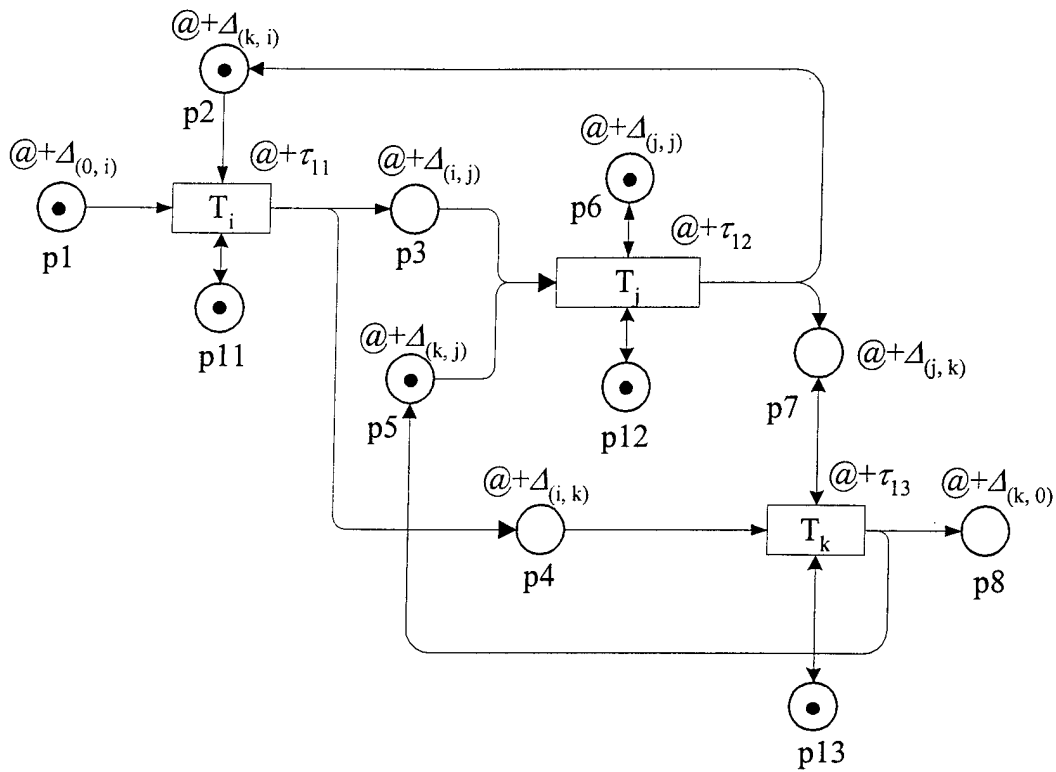 @+Δ(k, i)
p2
@+Δ(0, i)
p1
@+τ11
Ti
p11
@+Δ(i, j)
p3
@+Δ(j, j)
p6
@+τ12
Tj
p12
@+Δ(k, j)
p5
@+Δ(j, k)
p7
@+Δ(i, k)
p4
@+τ13
Tk
@+Δ(k, 0)
p8
p13